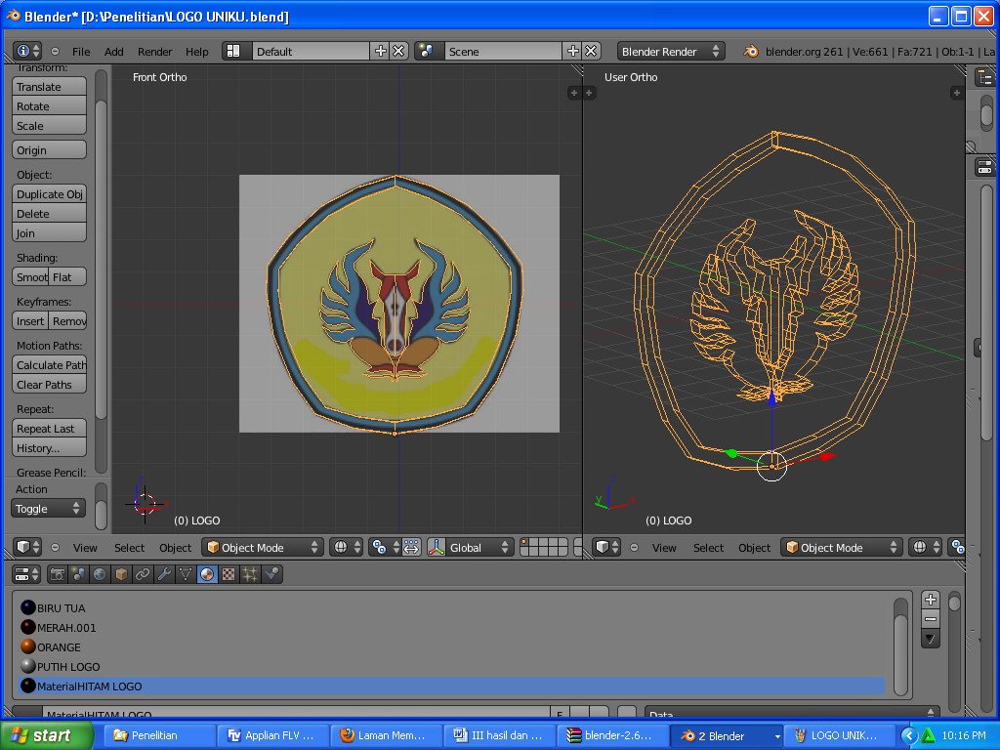 Blender* [D:\Penelitian\LOGO UNIKU.blend]
File Add Render Help Default Scene Blender Render blender.org 261 | Ve:661 | Fa:721 | Ob:1-1 | La
Transform:
Translate
Rotate
Scale
Origin
Object:
Duplicate Obj
Delete
Join
Shading:
Smoot Flat
Keyframes:
Insert Remov
Motion Paths:
Calculate Path
Clear Paths
Repeat:
Repeat Last
History...
Grease Pencil:
Action
Toggle
Front Ortho
(0) LOGO
User Ortho
(0) LOGO
View Select Object Object Mode Global
View Select Object Object Mode
BIRU TUA
MERAH.001
ORANGE
PUTIH LOGO
MaterialHITAM LOGO
MaterialHITAM LOGO F Data
start Penelitian Applian FLV ... Laman Mem... III hasil dan ... blender-2.6... 2 Blender LOGO UNIK... 10:16 PM